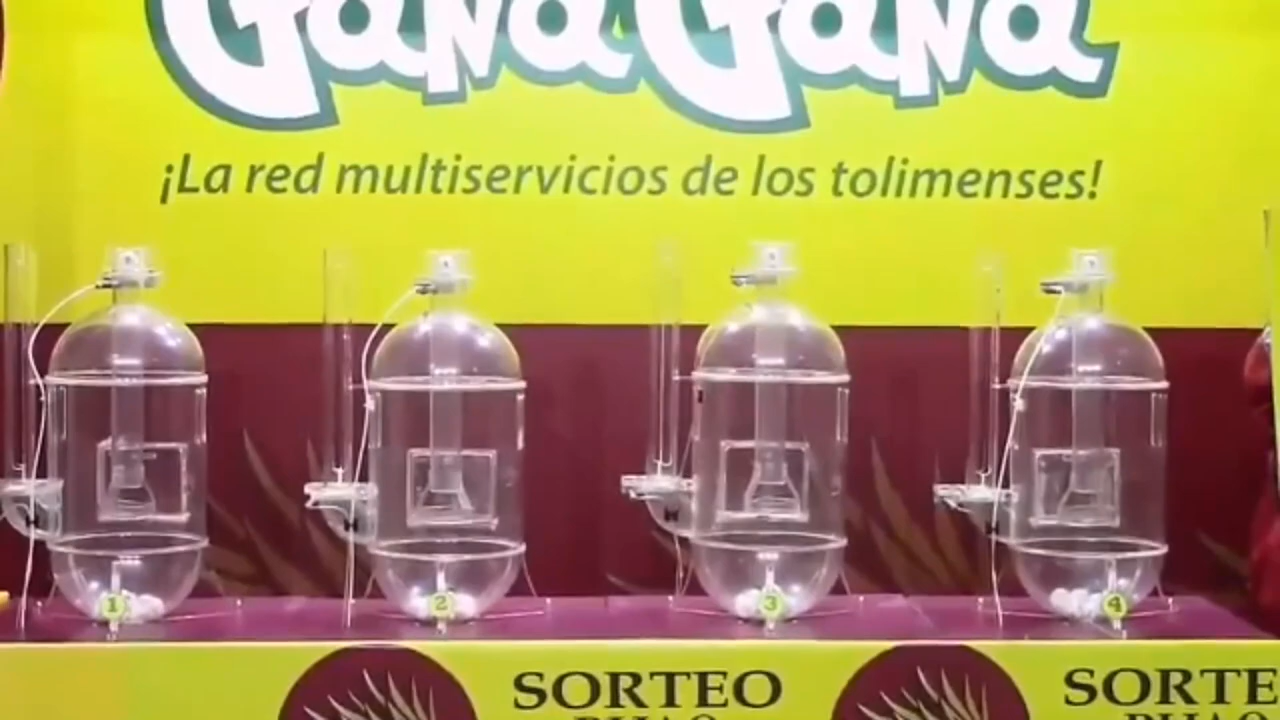 GanaGana
¡La red multiservicios de los tolimenses!
1
2
3
4
SORTEO
SORTE